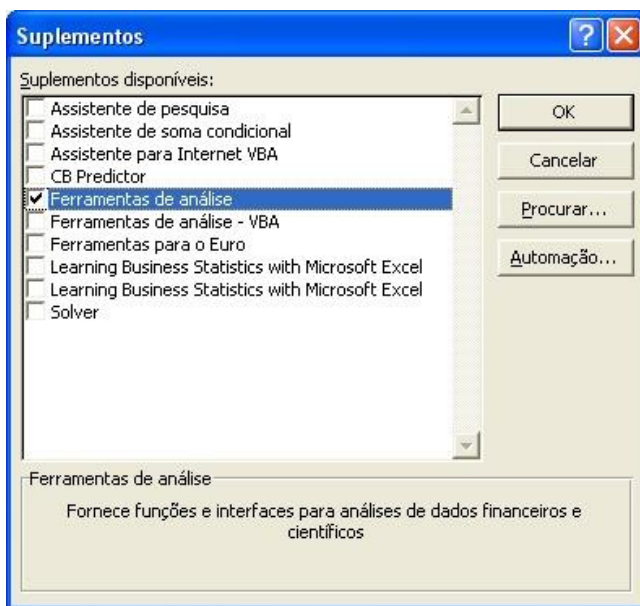 Suplementos
Suplementos disponíveis:
Assistente de pesquisa
Assistente de soma condicional
Assistente para Internet VBA
CB Predictor
Ferramentas de análise
Ferramentas de análise - VBA
Ferramentas para o Euro
Learning Business Statistics with Microsoft Excel
Learning Business Statistics with Microsoft Excel
Solver
OK
Cancelar
Procurar...
Automação...
Ferramentas de análise
Fornece funções e interfaces para análises de dados financeiros e
científicos